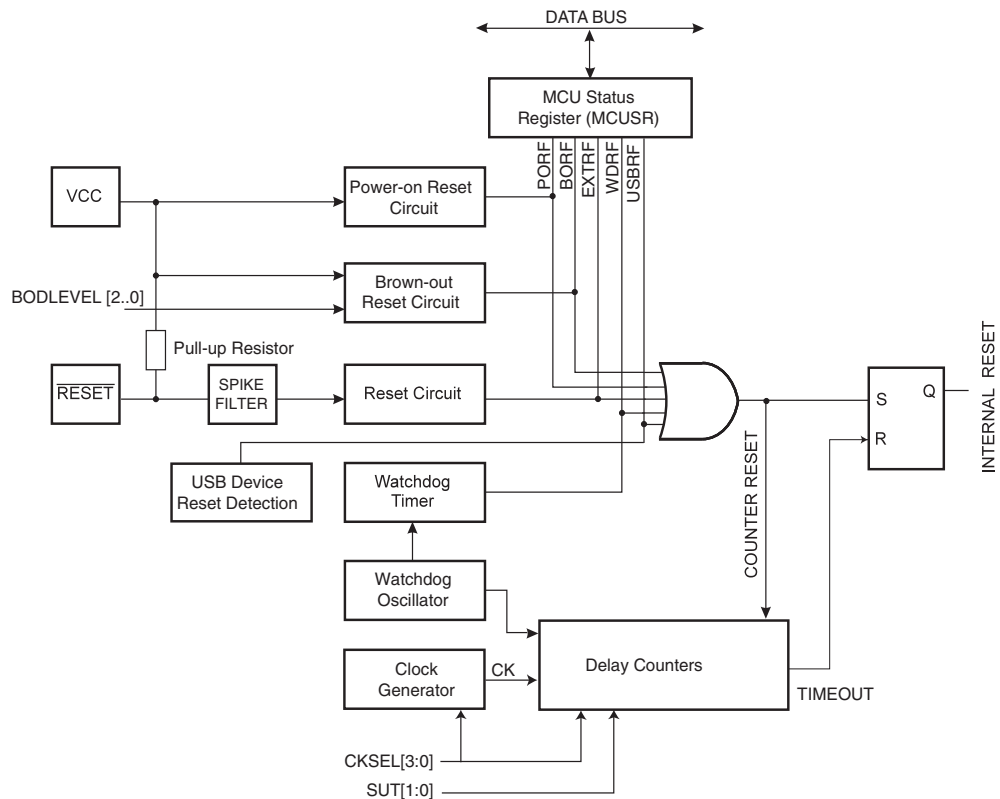 DATA BUS
MCU Status
Register (MCUSR)
PORF
BORF
EXTRF
WDRF
USBRF
VCC
Power-on Reset
Circuit
BODLEVEL [2..0]
Brown-out
Reset Circuit
Pull-up Resistor
RESET
SPIKE
FILTER
Reset Circuit
S
Q
R
INTERNAL RESET
USB Device
Reset Detection
Watchdog
Timer
COUNTER RESET
Watchdog
Oscillator
Clock
Generator
CK
Delay Counters
TIMEOUT
CKSEL[3:0]
SUT[1:0]